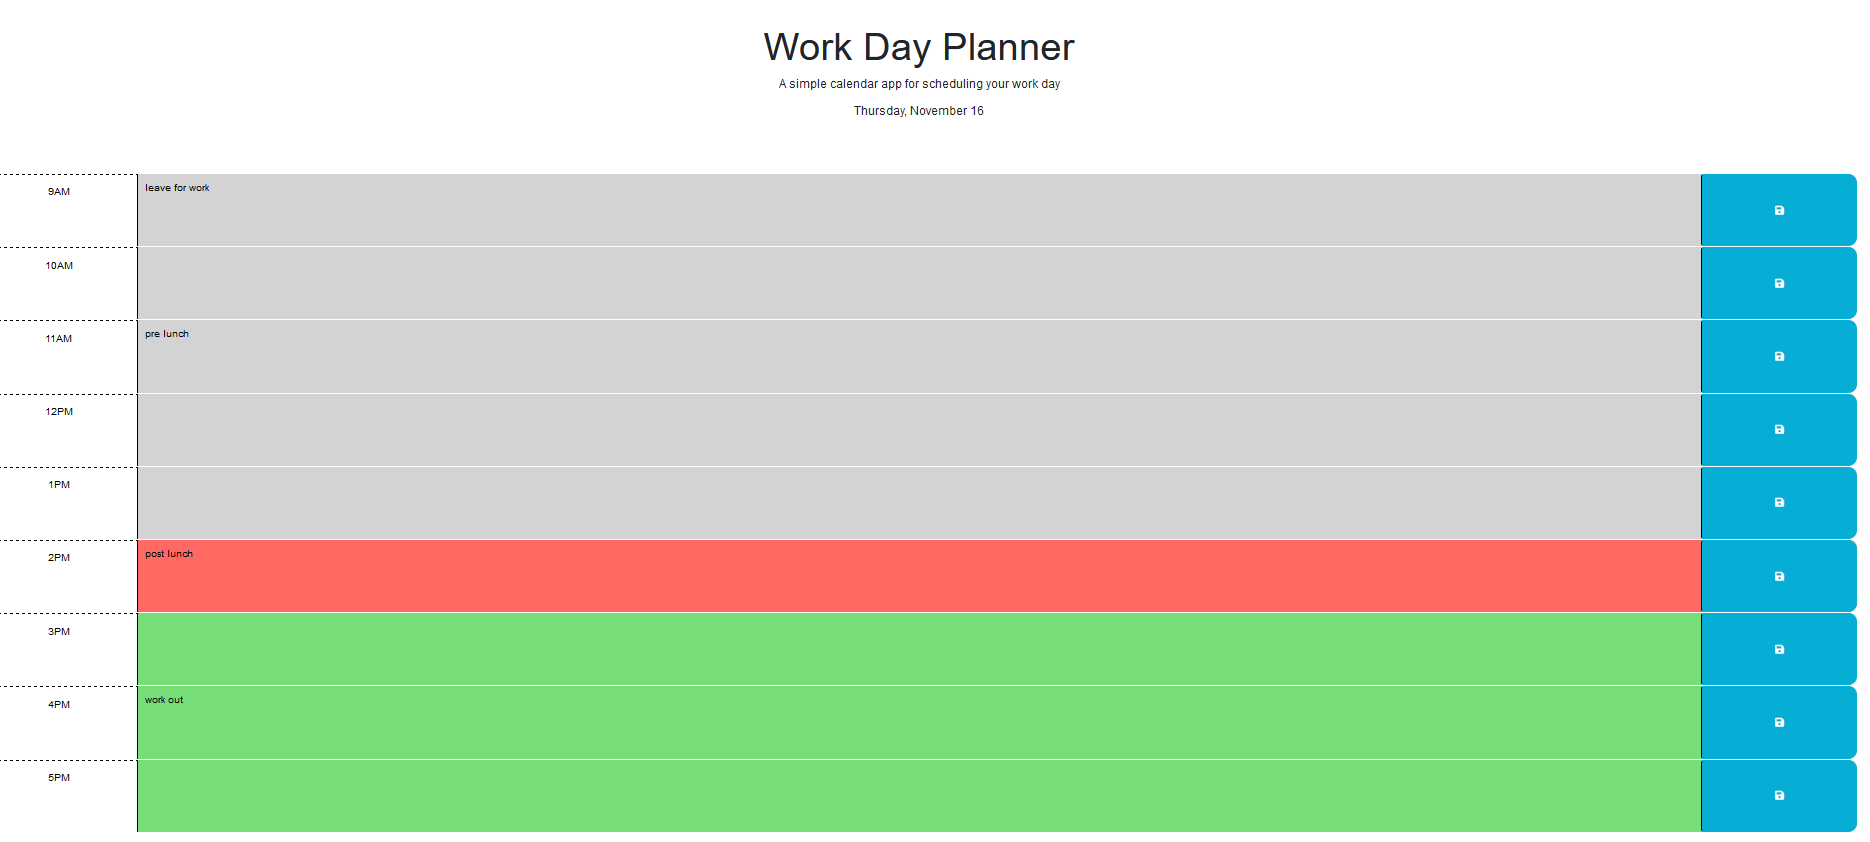 Work Day Planner
A simple calendar app for scheduling your work day
Thursday, November 16
9AM leave for work
10AM
11AM pre lunch
12PM
1PM
2PM post lunch
3PM
4PM work out
5PM